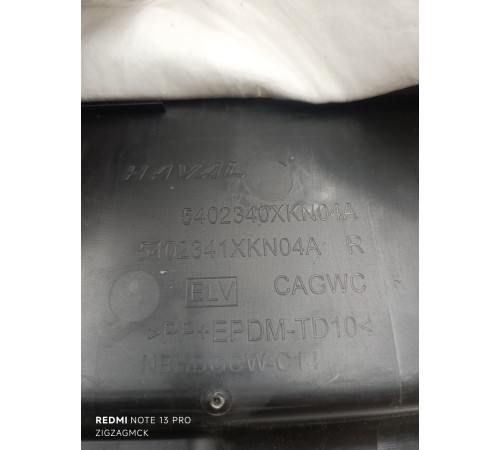 HAVAL
5402340XKN04A
5402341XKN04A R
ELV CAGWC
>PP+EPDM-TD10<
REDMI NOTE 13 PRO
ZIGZAGMCK